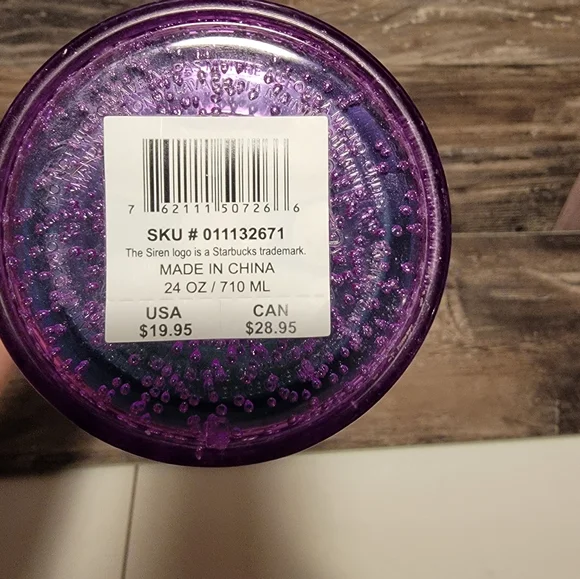 7 62111 50726 6
SKU # 011132671
The Siren logo is a Starbucks trademark.
MADE IN CHINA
24 OZ / 710 ML
USA CAN
$19.95 $28.95